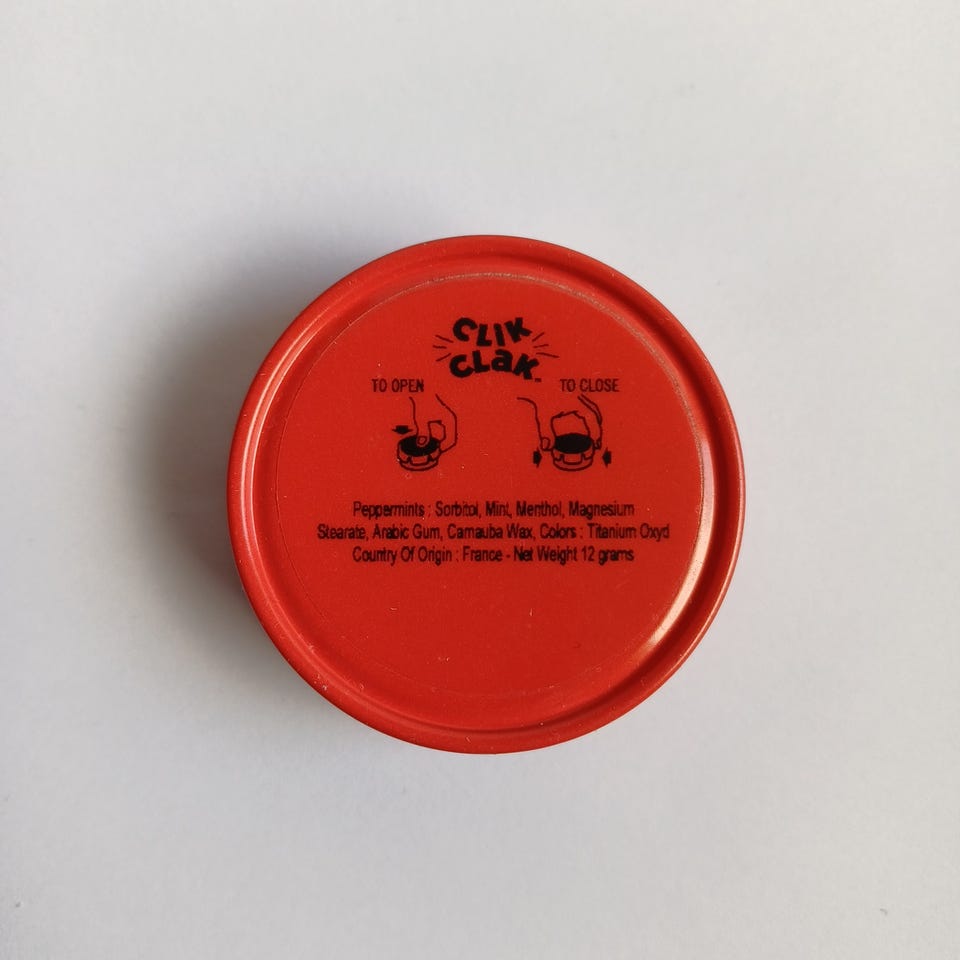 CLIK
CLAK™
TO OPEN TO CLOSE
Peppermints : Sorbitol, Mint, Menthol, Magnesium
Stearate, Arabic Gum, Carnauba Wax, Colors : Titanium Oxyd
Country Of Origin : France - Net Weight 12 grams